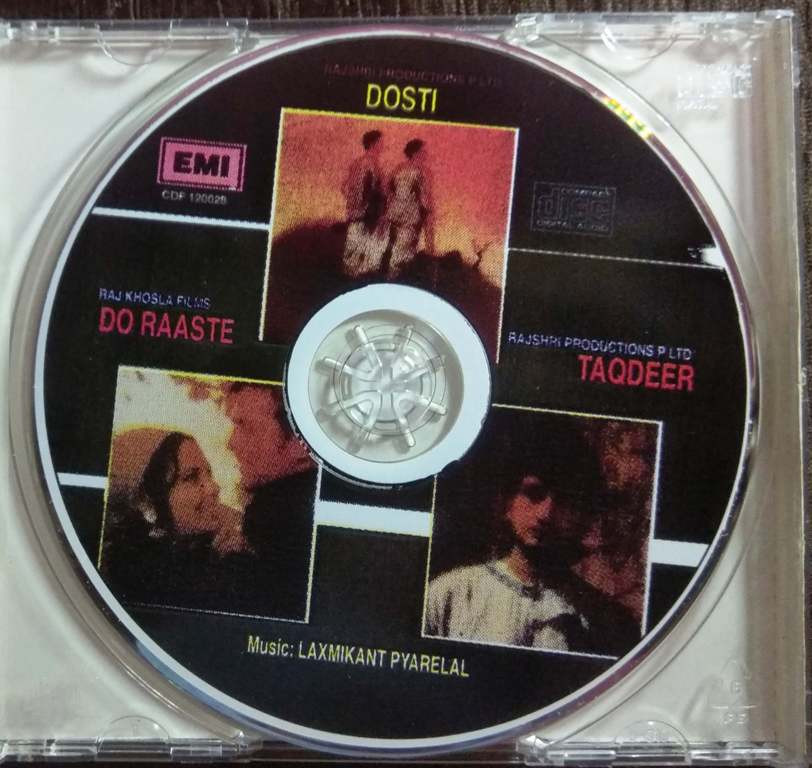 RAJSHRI PRODUCTIONS P LTD
DOSTI
EMI
CDF 120028
COMPACT
disc
DIGITAL AUDIO
RAJ KHOSLA FILMS
DO RAASTE
RAJSHRI PRODUCTIONS P LTD
TAQDEER
Music: LAXMIKANT PYARELAL